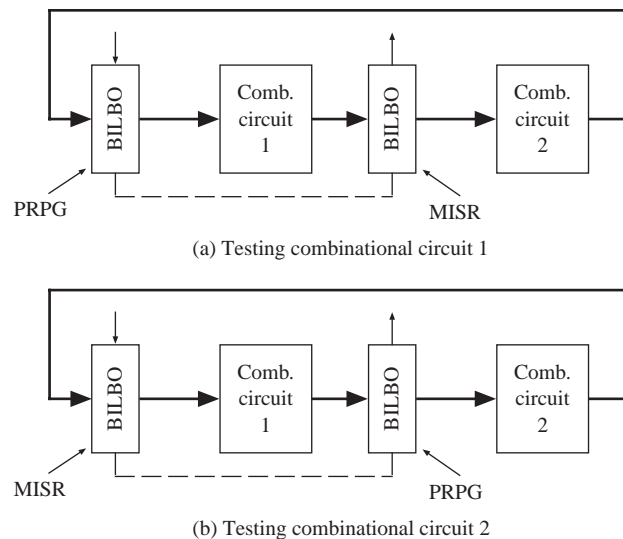 BILBO
Comb.
circuit
1
BILBO
Comb.
circuit
2
PRPG
MISR
(a) Testing combinational circuit 1
BILBO
Comb.
circuit
1
BILBO
Comb.
circuit
2
MISR
PRPG
(b) Testing combinational circuit 2